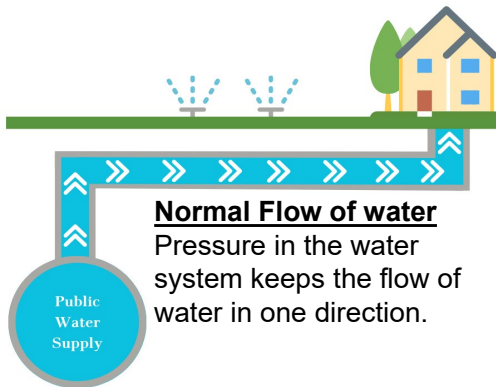 Normal Flow of water
Pressure in the water
system keeps the flow of
water in one direction.
Public
Water
Supply